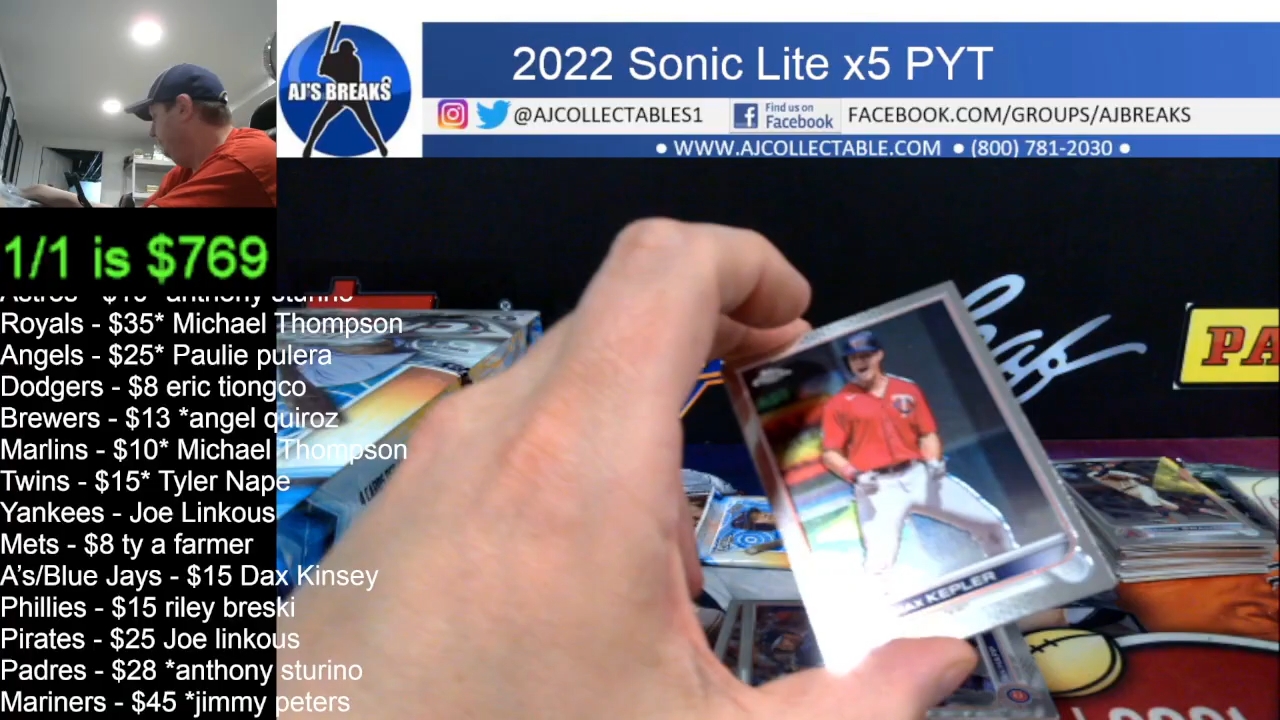 AJ'S BREAKS
2022 Sonic Lite x5 PYT
@AJCOLLECTABLES1
Find us on
Facebook
FACEBOOK.COM/GROUPS/AJBREAKS
• WWW.AJCOLLECTABLE.COM • (800) 781-2030 •
1/1 is $769
anthony sturino
Royals - $35* Michael Thompson
Angels - $25* Paulie pulera
Dodgers - $8 eric tiongco
Brewers - $13 *angel quiroz
Marlins - $10* Michael Thompson
Twins - $15* Tyler Nape
Yankees - Joe Linkous
Mets - $8 ty a farmer
A's/Blue Jays - $15 Dax Kinsey
Phillies - $15 riley breski
Pirates - $25 Joe linkous
Padres - $28 *anthony sturino
Mariners - $45 *jimmy peters
KEPLER
PA